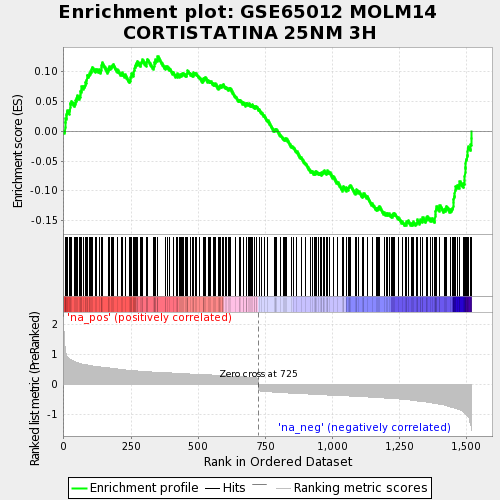 Enrichment plot: GSE65012 MOLM14
CORTISTATINA 25NM 3H
Enrichment score (ES)
0.10
0.05
0.00
-0.05
-0.10
-0.15
Ranked list metric (PreRanked)
'na_pos' (positively correlated)
2
1
0
-1
Zero cross at 725
'na_neg' (negatively correlated)
0
250
500
750
1,000
1,250
1,500
Rank in Ordered Dataset
Enrichment profile
Hits
Ranking metric scores